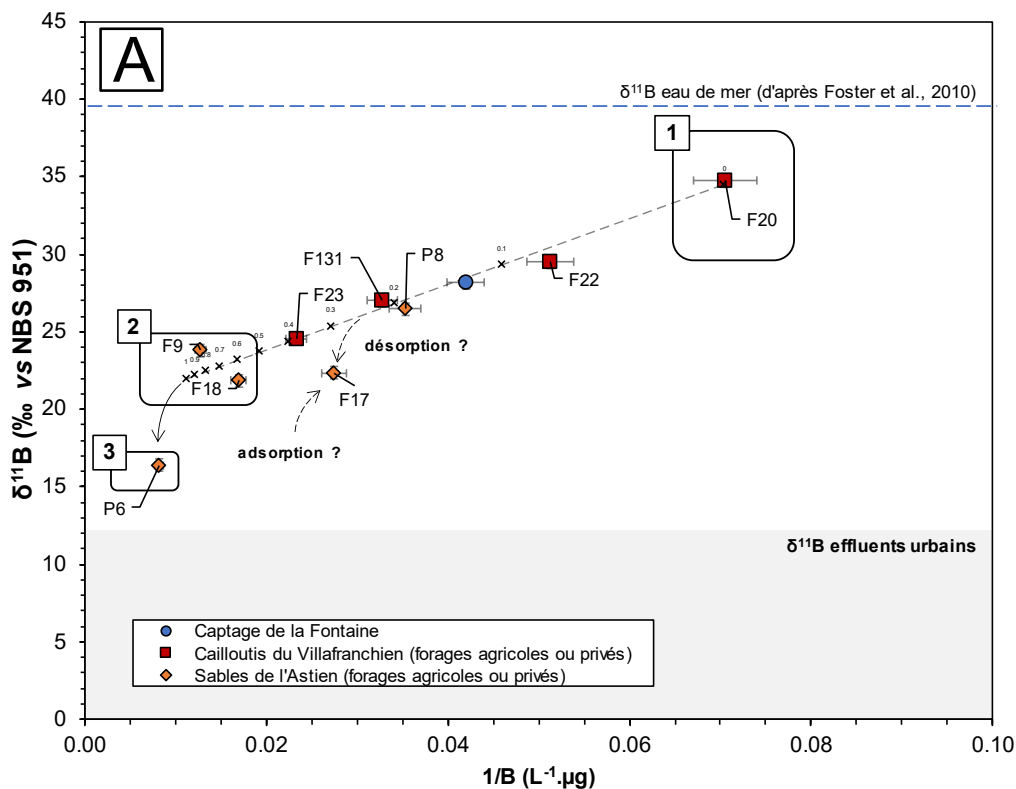 A
δ¹¹B eau de mer (d'après Foster et al., 2010)
1
0
F20
0.1
F22
P8
F131
0.2
F23
0.3
0.4
désorption ?
2
0.5
F9
0.6
0.7
0.8
0.9
1
F18
F17
adsorption ?
3
P6
δ¹¹B effluents urbains
Captage de la Fontaine
Cailloutis du Villafranchien (forages agricoles ou privés)
Sables de l'Astien (forages agricoles ou privés)
δ¹¹B (‰ vs NBS 951)
45
40
35
30
25
20
15
10
5
0
0.00 0.02 0.04 0.06 0.08 0.10
1/B (L⁻¹.µg)